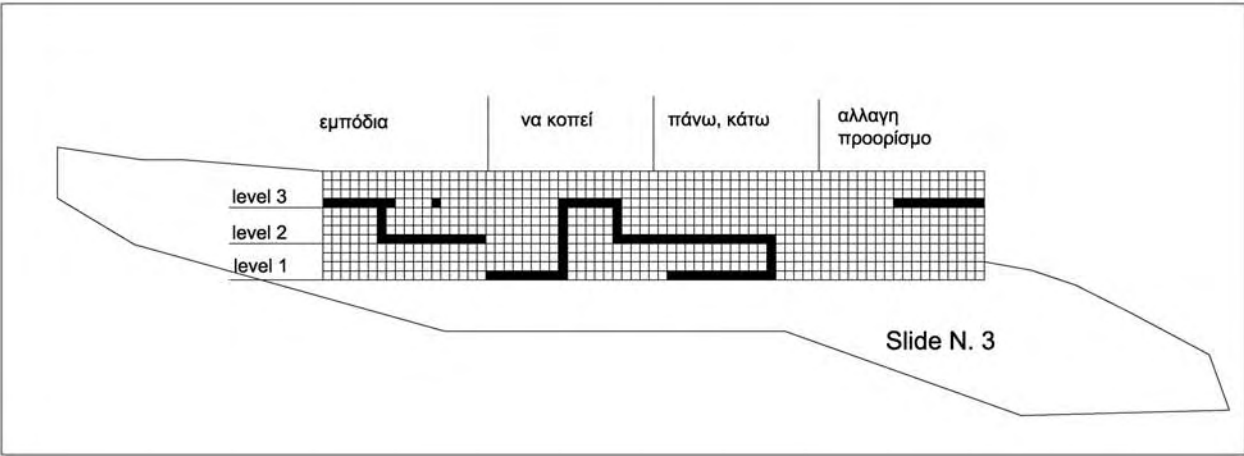 εμπόδια
να κοπεί
πάνω, κάτω
αλλαγη
προορίσμο
level 3
level 2
level 1
Slide N. 3